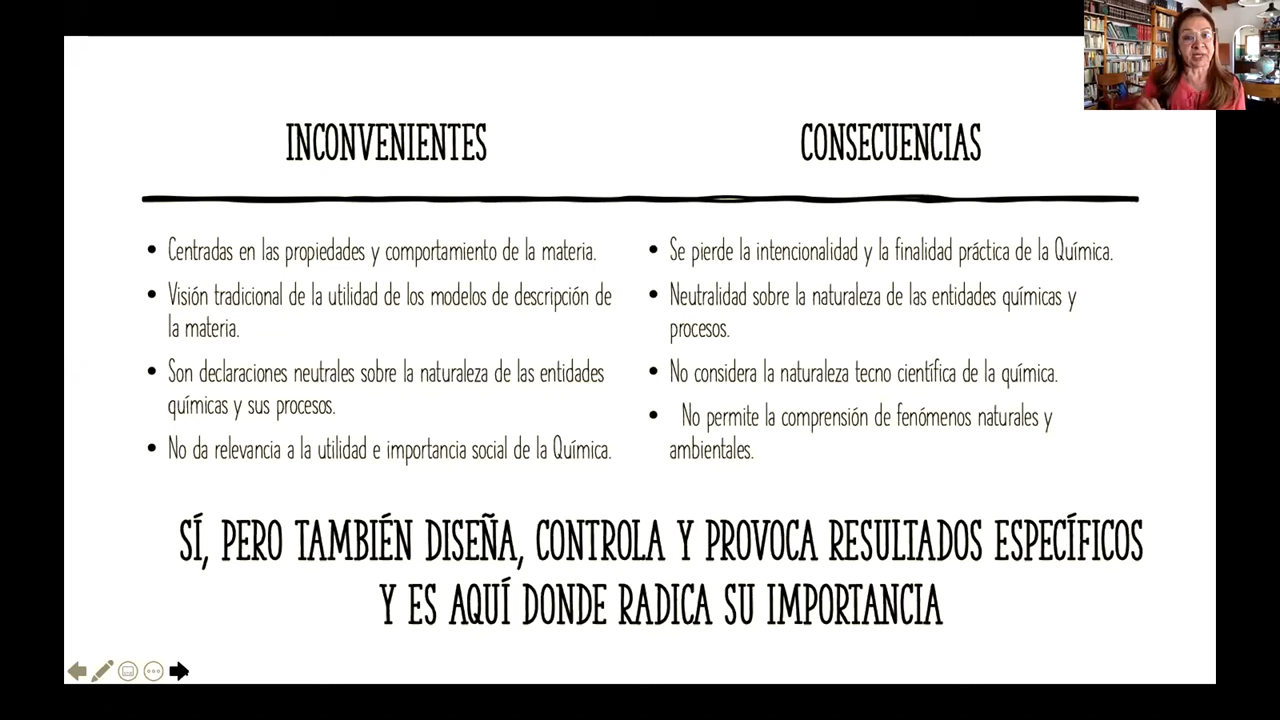 INCONVENIENTES
CONSECUENCIAS
• Centradas en las propiedades y comportamiento de la materia.
• Visión tradicional de la utilidad de los modelos de descripción de
la materia.
• Son declaraciones neutrales sobre la naturaleza de las entidades
químicas y sus procesos.
• No da relevancia a la utilidad e importancia social de la Química.
• Se pierde la intencionalidad y la finalidad práctica de la Química.
• Neutralidad sobre la naturaleza de las entidades químicas y
procesos.
• No considera la naturaleza tecno científica de la química.
• No permite la comprensión de fenómenos naturales y
ambientales.
SÍ, PERO TAMBIÉN DISEÑA, CONTROLA Y PROVOCA RESULTADOS ESPECÍFICOS
Y ES AQUÍ DONDE RADICA SU IMPORTANCIA